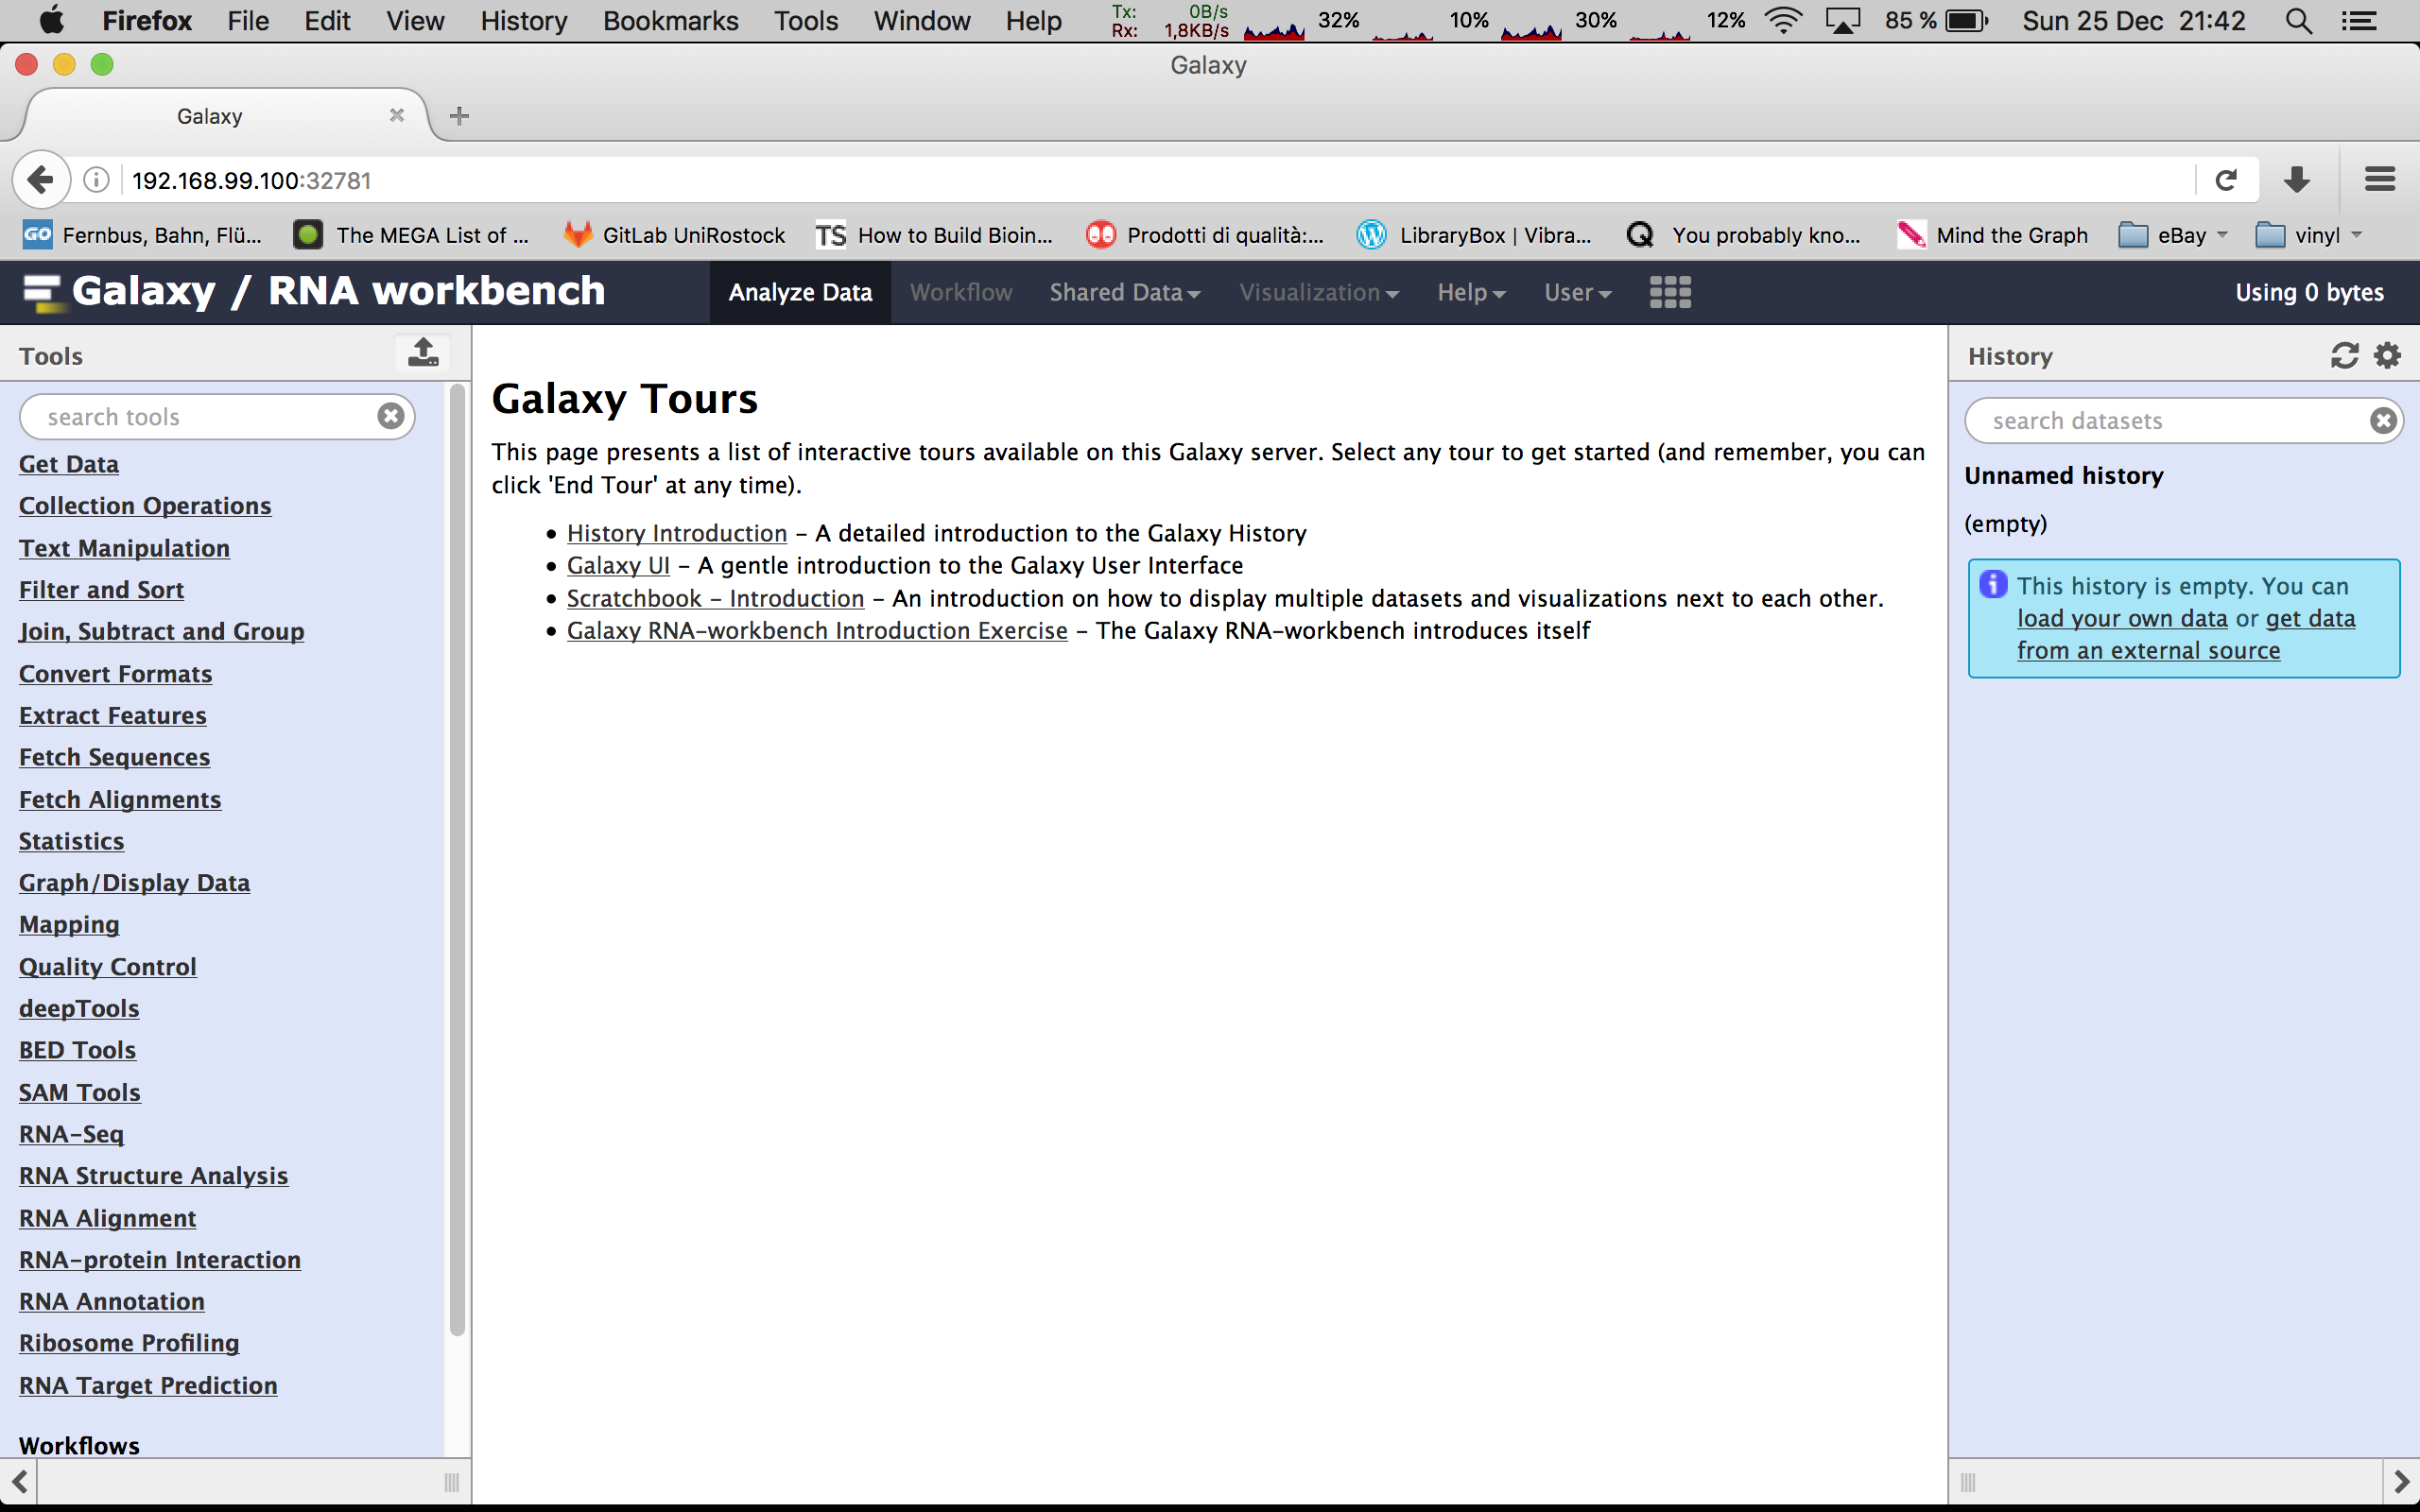 Firefox File Edit View History Bookmarks Tools Window Help Tx: 0B/s Rx: 1,8KB/s 32% 10% 30% 12% 85 % Sun 25 Dec 21:42
Galaxy
Galaxy
192.168.99.100:32781
GO Fernbus, Bahn, Flü... The MEGA List of ... GitLab UniRostock TS How to Build Bioin... Prodotti di qualità:... LibraryBox | Vibra... You probably kno... Mind the Graph eBay vinyl
Galaxy / RNA workbench Analyze Data Workflow Shared Data Visualization Help User Using 0 bytes
Tools
search tools
Get Data
Collection Operations
Text Manipulation
Filter and Sort
Join, Subtract and Group
Convert Formats
Extract Features
Fetch Sequences
Fetch Alignments
Statistics
Graph/Display Data
Mapping
Quality Control
deepTools
BED Tools
SAM Tools
RNA-Seq
RNA Structure Analysis
RNA Alignment
RNA-protein Interaction
RNA Annotation
Ribosome Profiling
RNA Target Prediction
Workflows
Galaxy Tours
This page presents a list of interactive tours available on this Galaxy server. Select any tour to get started (and remember, you can
click 'End Tour' at any time).
• History Introduction – A detailed introduction to the Galaxy History
• Galaxy UI – A gentle introduction to the Galaxy User Interface
• Scratchbook – Introduction – An introduction on how to display multiple datasets and visualizations next to each other.
• Galaxy RNA-workbench Introduction Exercise – The Galaxy RNA-workbench introduces itself
History
search datasets
Unnamed history
(empty)
This history is empty. You can
load your own data or get data
from an external source